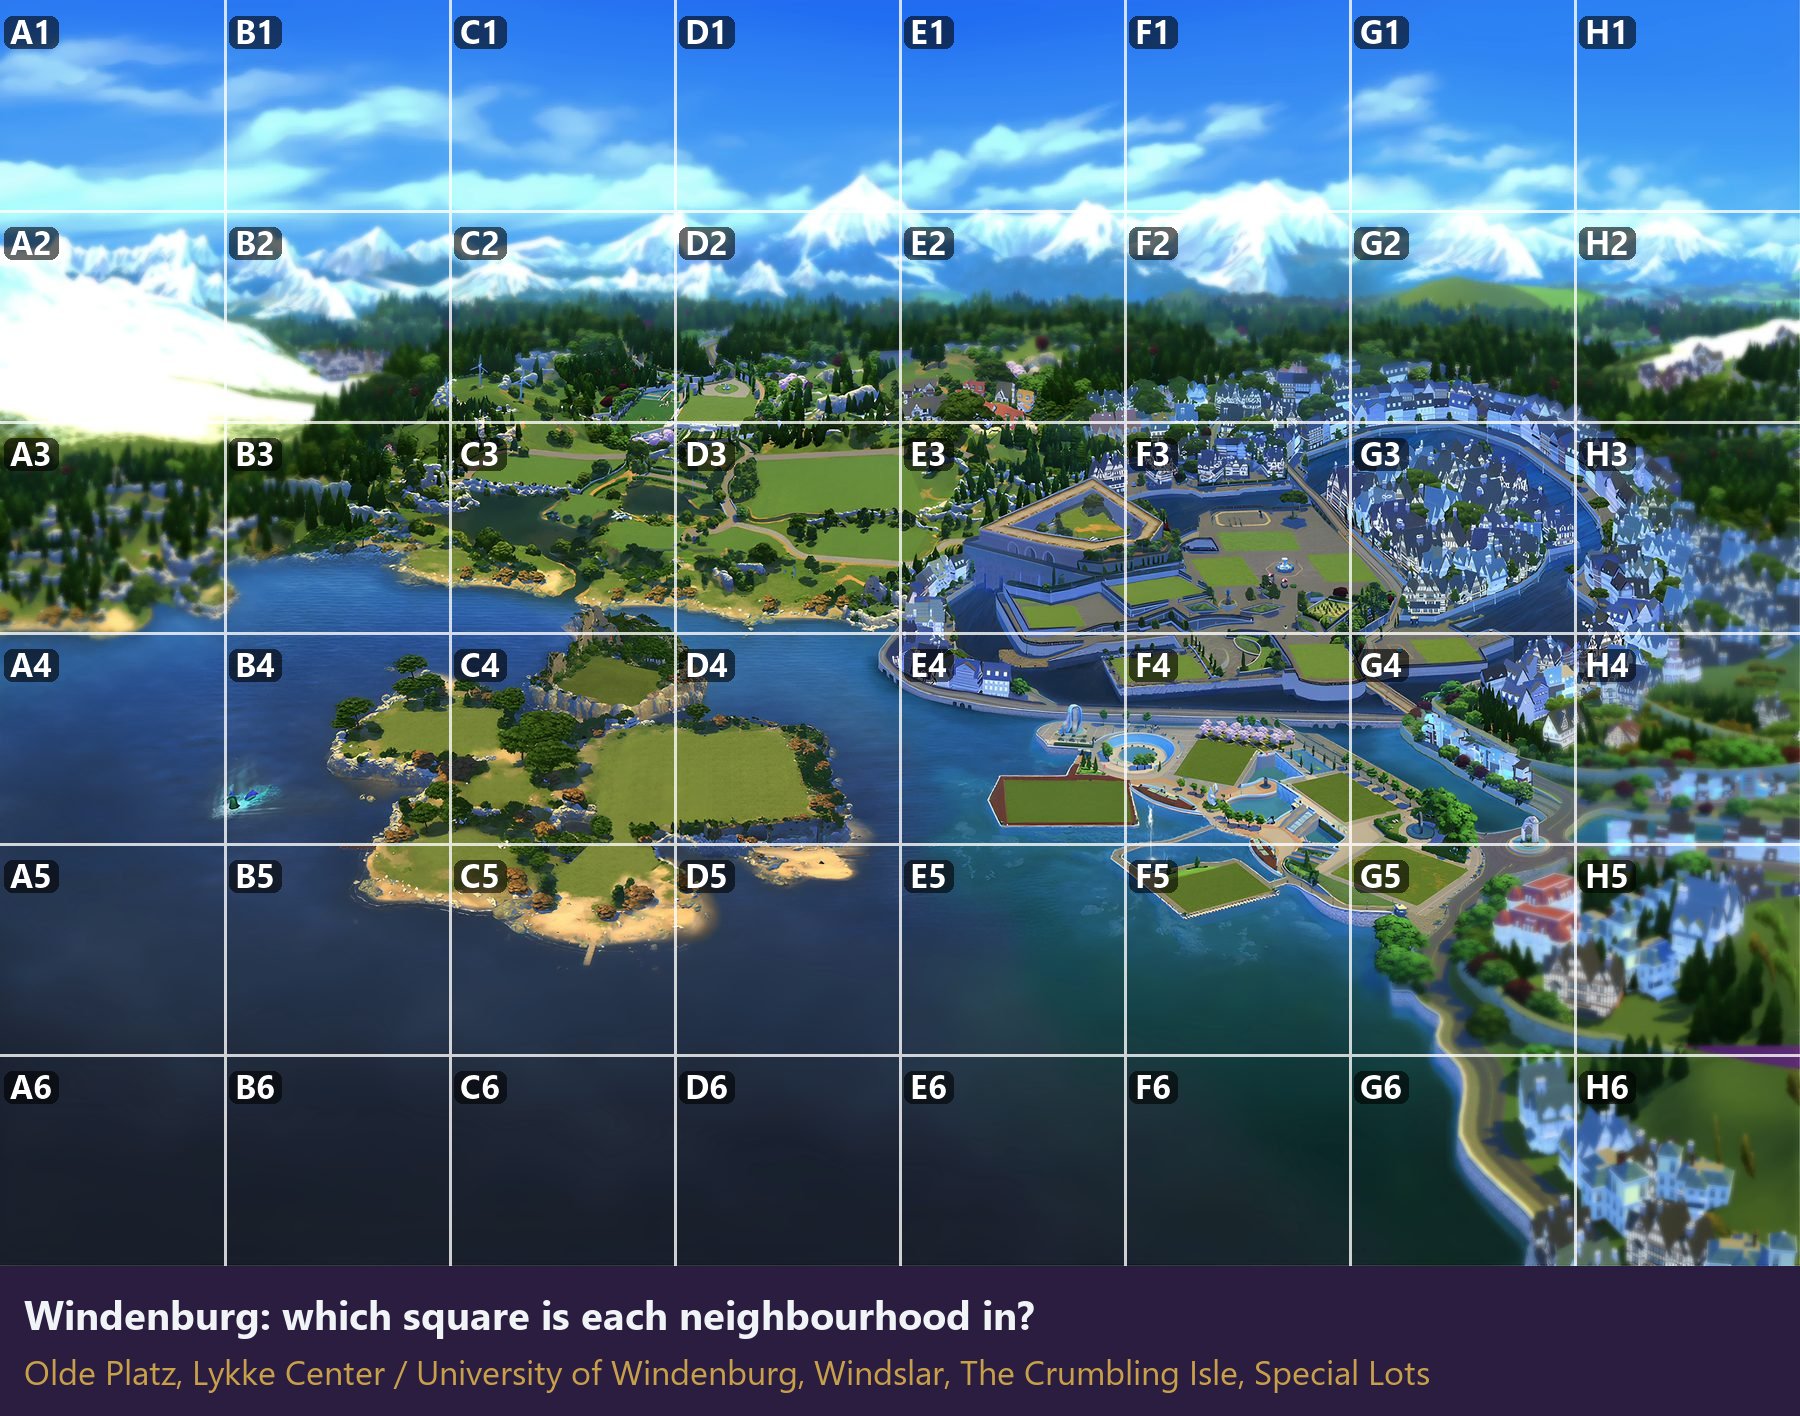 A1 B1 C1 D1 E1 F1 G1 H1
A2 B2 C2 D2 E2 F2 G2 H2
A3 B3 C3 D3 E3 F3 G3 H3
A4 B4 C4 D4 E4 F4 G4 H4
A5 B5 C5 D5 E5 F5 G5 H5
A6 B6 C6 D6 E6 F6 G6 H6
Windenburg: which square is each neighbourhood in?
Olde Platz, Lykke Center / University of Windenburg, Windslar, The Crumbling Isle, Special Lots